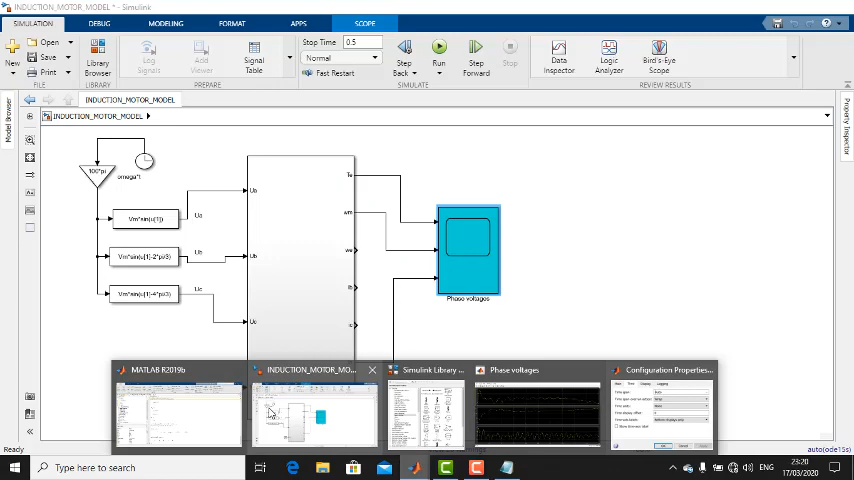 INDUCTION_MOTOR_MODEL * - Simulink
SIMULATION DEBUG MODELING FORMAT APPS SCOPE
New Open Save Print
FILE
Library Browser
LIBRARY
Log Signals Add Viewer Signal Table
PREPARE
Stop Time 0.5
Normal
Fast Restart
Step Back Run Step Forward Stop
SIMULATE
Data Inspector Logic Analyzer Bird's-Eye Scope
REVIEW RESULTS
Model Browser
INDUCTION_MOTOR_MODEL
INDUCTION_MOTOR_MODEL
Property Inspector
100*pi
omega*t
Vm*sin(u[1])
Ua
Vm*sin(u[1]-2*pi/3)
Ub
Vm*sin(u[1]-4*pi/3)
Uc
Ua
Ub
Uc
Te
wm
we
ib
ic
Phase voltages
MATLAB R2019b
INDUCTION_MOTOR_MO...
Simulink Library ...
Phase voltages
Configuration Properties...
Ready
auto(ode15s)
Type here to search
ENG
23:20
17/03/2020